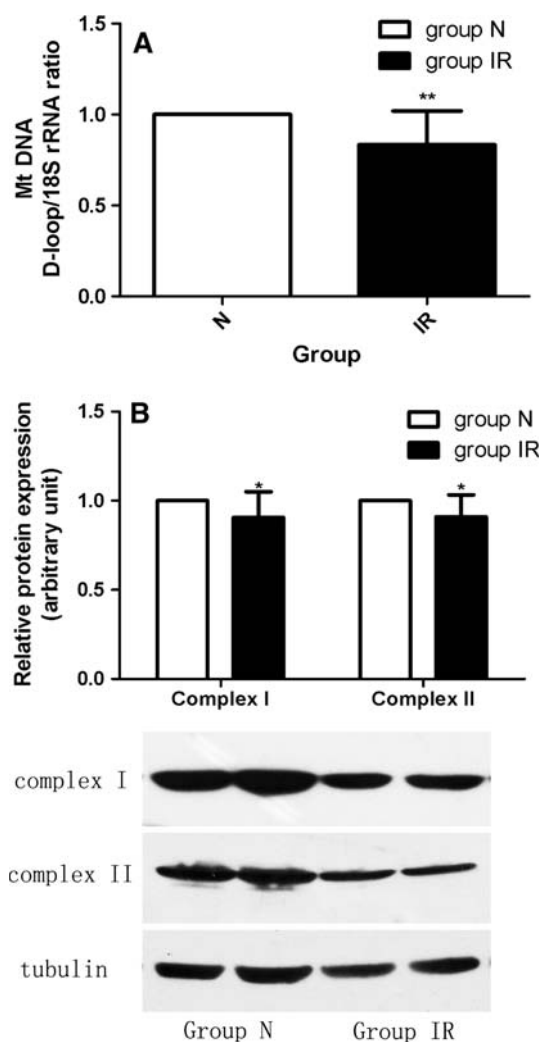 A
group N
group IR
Mt DNA
D-loop/18S rRNA ratio
1.5
1.0
0.5
0.0
**
N
IR
Group
B
group N
group IR
Relative protein expression
(arbitrary unit)
1.5
1.0
0.5
0.0
*
*
Complex I
Complex II
complex I
complex II
tubulin
Group N
Group IR